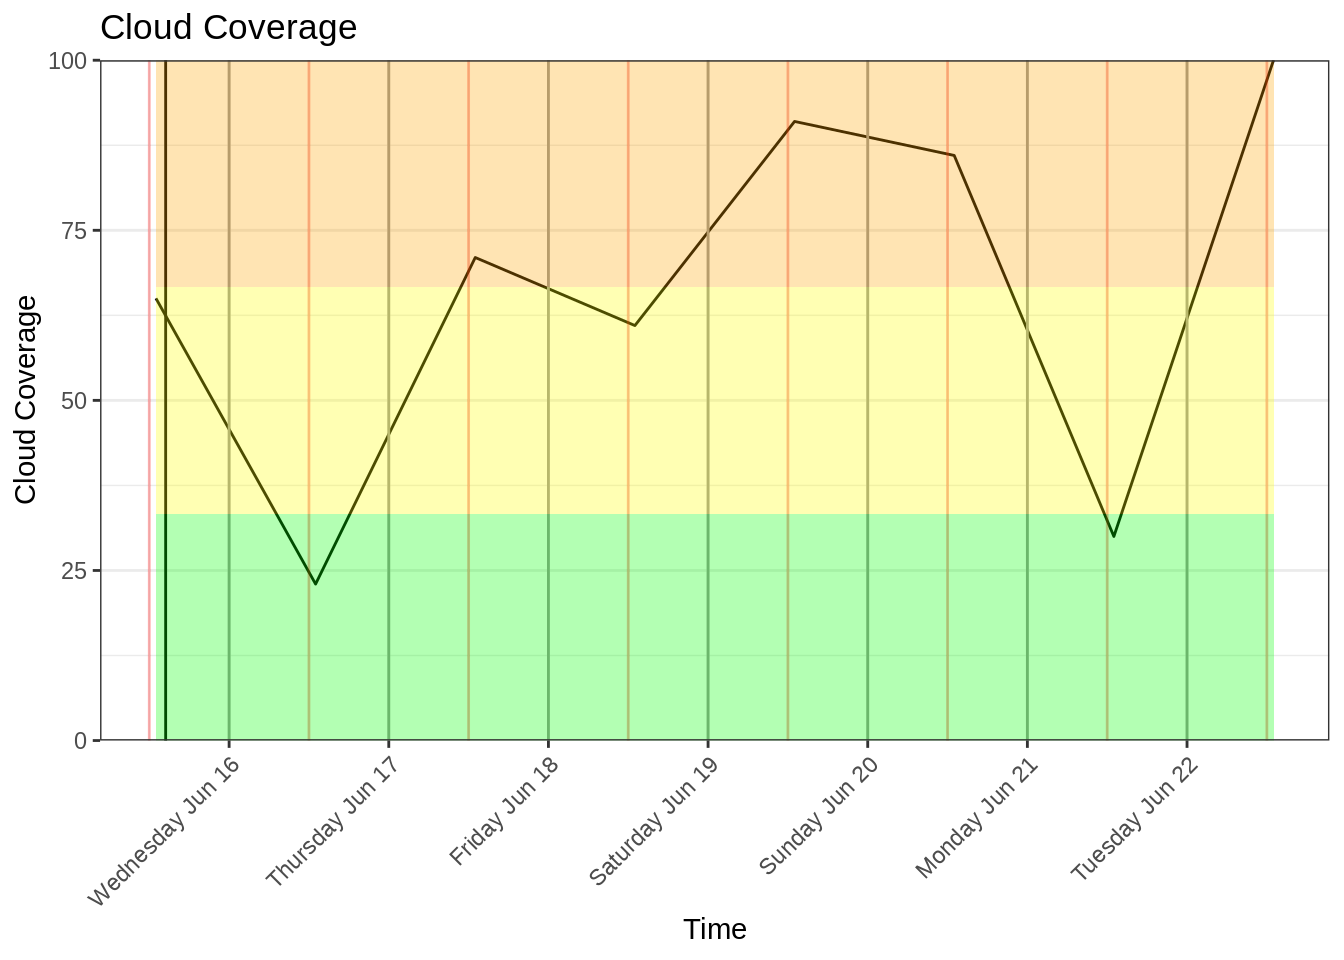 Cloud Coverage
100
75
50
25
0
Cloud Coverage
Wednesday Jun 16
Thursday Jun 17
Friday Jun 18
Saturday Jun 19
Sunday Jun 20
Monday Jun 21
Tuesday Jun 22
Time